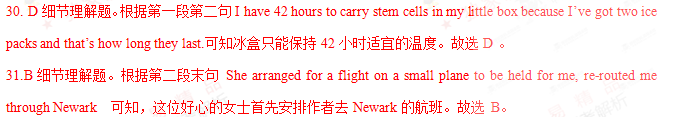 30. D 细节理解题。根据第一段第二句 I have 42 hours to carry stem cells in my little box because I've got two ice
packs and that's how long they last.可知冰盒只能保持 42 小时适宜的温度。故选 D 。
31.B 细节理解题。根据第二段末句 She arranged for a flight on a small plane to be held for me, re-routed me
through Newark 可知，这位好心的女士首先安排作者去 Newark 的航班。故选 B。